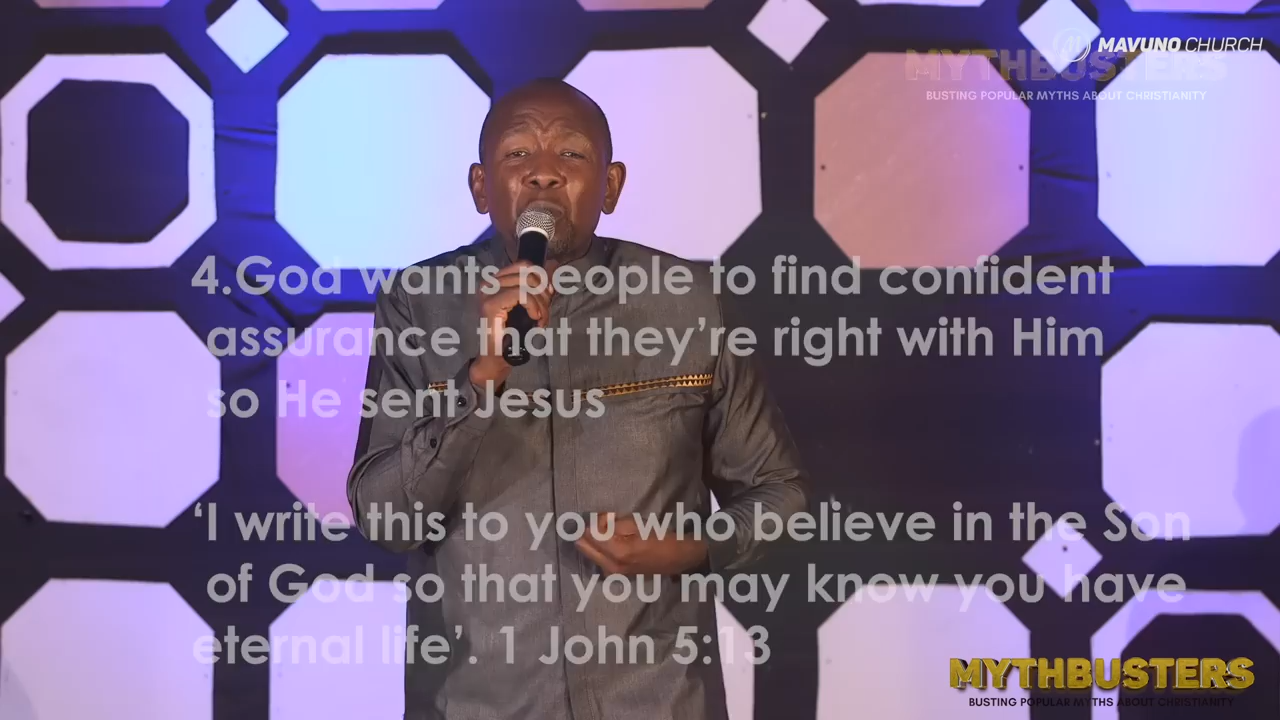 MAVUNO CHURCH
MYTHBUSTERS
BUSTING POPULAR MYTHS ABOUT CHRISTIANITY
4.God wants people to find confident
assurance that they’re right with Him
so He sent Jesus
‘I write this to you who believe in the Son
of God so that you may know you have
eternal life’. 1 John 5:13
MYTHBUSTERS
BUSTING POPULAR MYTHS ABOUT CHRISTIANITY